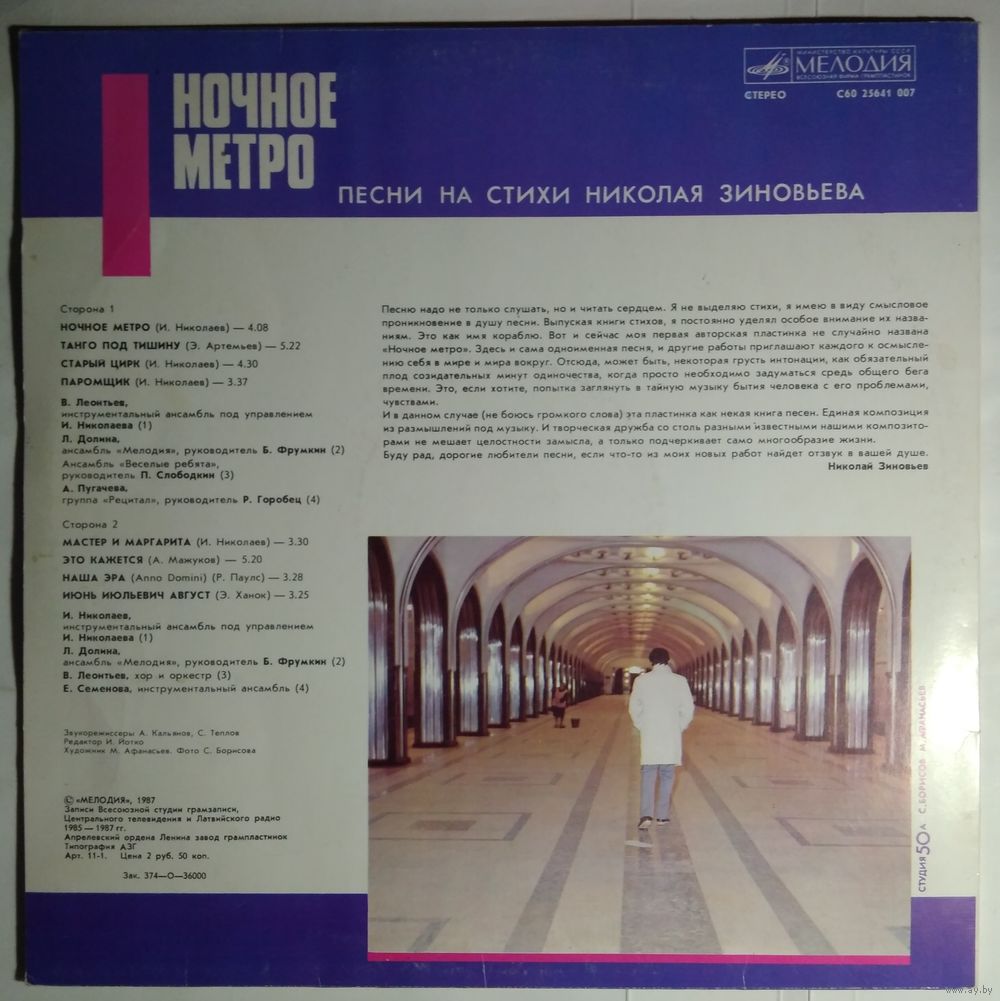 НОЧНОЕ
МЕТРО
ПЕСНИ НА СТИХИ НИКОЛАЯ ЗИНОВЬЕВА
МИНИСТЕРСТВО КУЛЬТУРЫ СССР
МЕЛОДИЯ
ВСЕСОЮЗНАЯ ФИРМА ГРАМПЛАСТИНОК
СТЕРЕО С60 25641 007
Сторона 1
НОЧНОЕ МЕТРО (И. Николаев) — 4.08
ТАНГО ПОД ТИШИНУ (Э. Артемьев) — 5.22
СТАРЫЙ ЦИРК (И. Николаев) — 4.30
ПАРОМЩИК (И. Николаев) — 3.37
В. Леонтьев,
инструментальный ансамбль под управлением
И. Николаева (1)
Л. Долина,
ансамбль «Мелодия», руководитель Б. Фрумкин (2)
Ансамбль «Веселые ребята»,
руководитель П. Слободкин (3)
А. Пугачева,
группа «Рецитал», руководитель Р. Горобец (4)
Сторона 2
МАСТЕР И МАРГАРИТА (И. Николаев) — 3.30
ЭТО КАЖЕТСЯ (А. Мажуков) — 5.20
НАША ЭРА (Anno Domini) (Р. Паулс) — 3.28
ИЮНЬ ИЮЛЬЕВИЧ АВГУСТ (Э. Ханок) — 3.25
И. Николаев,
инструментальный ансамбль под управлением
И. Николаева (1)
Л. Долина,
ансамбль «Мелодия», руководитель Б. Фрумкин (2)
В. Леонтьев, хор и оркестр (3)
Е. Семенова, инструментальный ансамбль (4)
Звукорежиссеры А. Кальянов, С. Теплов
Редактор И. Йотко
Художник М. Афанасьев. Фото С. Борисова
© «МЕЛОДИЯ», 1987
Записи Всесоюзной студии грамзаписи,
Центрального телевидения и Латвийского радио
1985 — 1987 гг.
Апрелевский ордена Ленина завод грампластинок
Типография АЗГ
Арт. 11-1. Цена 2 руб. 50 коп.
Зак. 374—О—36000
Песню надо не только слушать, но и читать сердцем. Я не выделяю стихи, я имею в виду смысловое
проникновение в душу песни. Выпуская книги стихов, я постоянно уделял особое внимание их назва-
ниям. Это как имя кораблю. Вот и сейчас моя первая авторская пластинка не случайно названа
«Ночное метро». Здесь и сама одноименная песня, и другие работы приглашают каждого к осмысле-
нию себя в мире и мира вокруг. Отсюда, может быть, некоторая грусть интонации, как обязательный
плод созидательных минут одиночества, когда просто необходимо задуматься средь общего бега
времени. Это, если хотите, попытка заглянуть в тайную музыку бытия человека с его проблемами,
чувствами.
И в данном случае (не боюсь громкого слова) эта пластинка как некая книга песен. Единая композиция
из размышлений под музыку. И творческая дружба со столь разными известными нашими композито-
рами не мешает целостности замысла, а только подчеркивает само многообразие жизни.
Буду рад, дорогие любители песни, если что-то из моих новых работ найдет отзвук в вашей душе.
Николай Зиновьев
СТУДИЯ 50А С. БОРИСОВ М. АФАНАСЬЕВ
www.ay.by